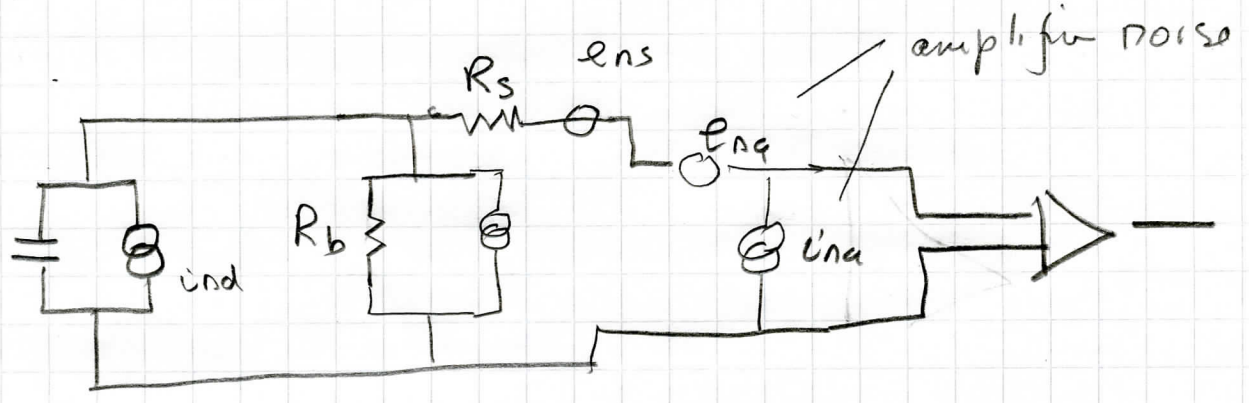 amplifier noise
ens
Rs
ena
Rb
ina
ind